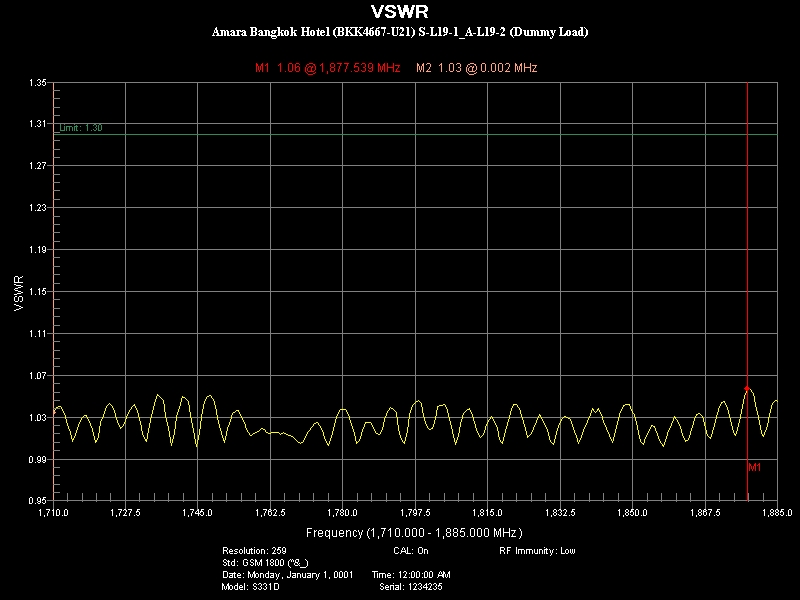 VSWR
Amara Bangkok Hotel (BKK4667-U21) S-L19-1_A-L19-2 (Dummy Load)
M1 1.06 @ 1,877.539 MHz M2 1.03 @ 0.002 MHz
1.35
1.31
Limit: 1.30
1.27
1.23
1.19
1.15
VSWR
1.11
1.07
1.03
0.99
M1
0.95
1,710.0 1,727.5 1,745.0 1,762.5 1,780.0 1,797.5 1,815.0 1,832.5 1,850.0 1,867.5 1,885.0
Frequency (1,710.000 - 1,885.000 MHz )
Resolution: 259 CAL: On RF Immunity: Low
Std: GSM 1800 (^&_)
Date: Monday, January 1, 0001 Time: 12:00:00 AM
Model: S331D Serial: 1234235